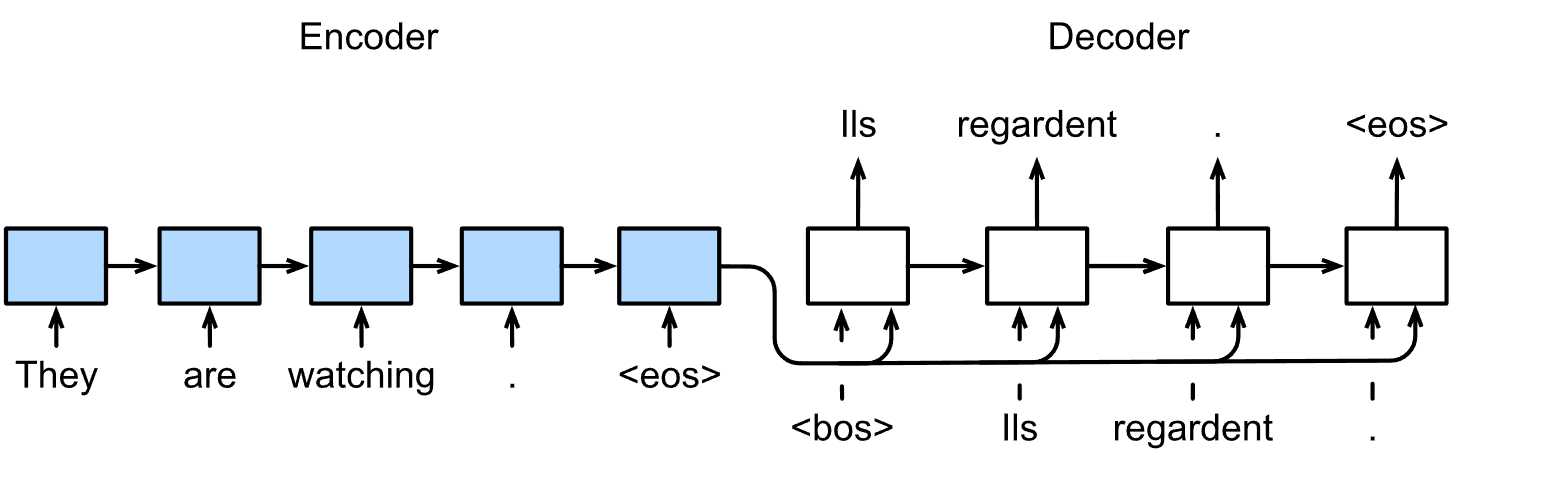 Encoder Decoder
Ils regardent . <eos>
They are watching . <eos>
<bos> Ils regardent .